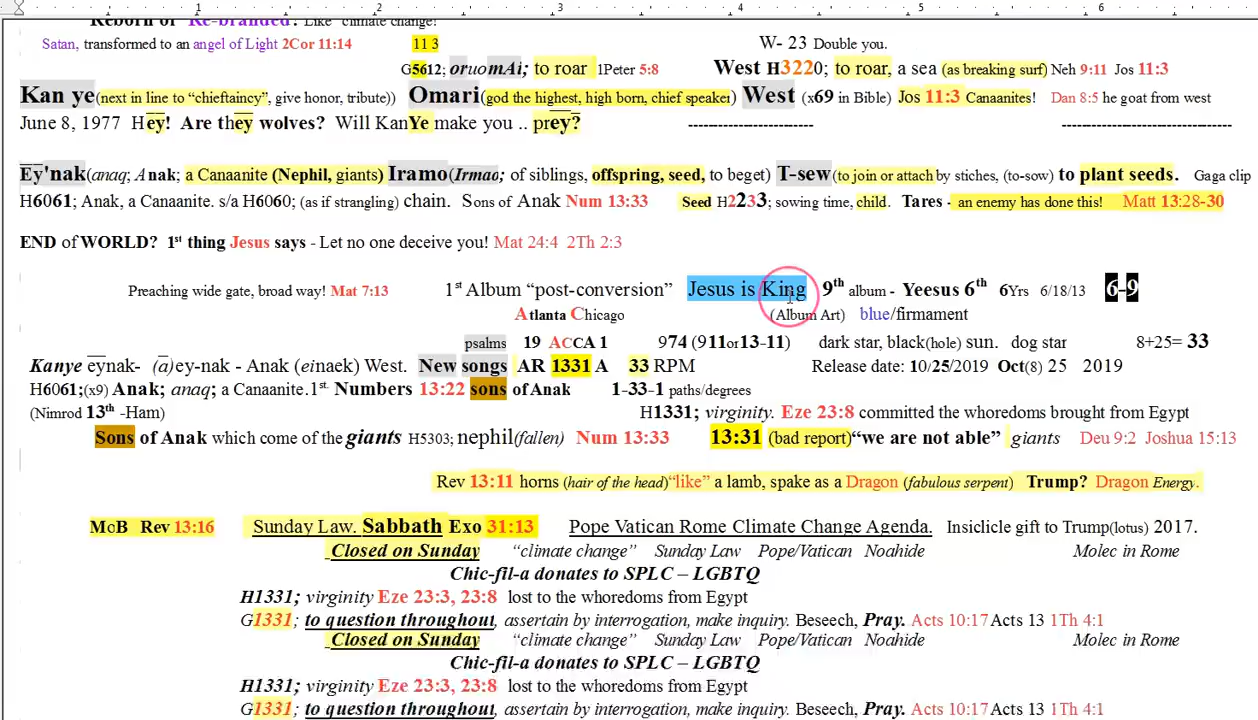 1 2 3 4 5 6
Reborn or "Re-branded? Like "climate change!
Satan, transformed to an angel of Light 2Cor 11:14 11 3 W- 23 Double you.
G5612; oruomAi; to roar 1Peter 5:8 West H3220; to roar, a sea (as breaking surf) Neh 9:11 Jos 11:3
Kan ye(next in line to "chieftaincy", give honor, tribute)) Omari(god the highest, high born, chief speaker) West (x69 in Bible) Jos 11:3 Canaanites! Dan 8:5 he goat from west
June 8, 1977 Hey! Are they wolves? Will KanYe make you .. prey? ------------------------- ----------------------------------
Ey'nak(anaq; Anak; a Canaanite (Nephil, giants) Iramo(Irmao; of siblings, offspring, seed, to beget) T-sew(to join or attach by stiches, (to-sow) to plant seeds. Gaga clip
H6061; Anak, a Canaanite. s/a H6060; (as if strangling) chain. Sons of Anak Num 13:33 Seed H2233; sowing time, child. Tares - an enemy has done this! Matt 13:28-30
END of WORLD? 1st thing Jesus says - Let no one deceive you! Mat 24:4 2Th 2:3
Preaching wide gate, broad way! Mat 7:13 1st Album "post-conversion" Jesus is King 9th album - Yeesus 6th 6Yrs 6/18/13 6-9
Atlanta Chicago (Album Art) blue/firmament
psalms 19 ACCA 1 974 (911or13-11) dark star, black(hole) sun. dog star 8+25= 33
Kanye eynak- (a)ey-nak - Anak (einaek) West. New songs AR 1331 A 33 RPM Release date: 10/25/2019 Oct(8) 25 2019
H6061;(x9) Anak; anaq; a Canaanite.1st. Numbers 13:22 sons of Anak 1-33-1 paths/degrees
(Nimrod 13th -Ham) H1331; virginity. Eze 23:8 committed the whoredoms brought from Egypt
Sons of Anak which come of the giants H5303; nephil(fallen) Num 13:33 13:31 (bad report)"we are not able" giants Deu 9:2 Joshua 15:13
Rev 13:11 horns (hair of the head)"like" a lamb, spake as a Dragon (fabulous serpent) Trump? Dragon Energy.
MoB Rev 13:16 Sunday Law. Sabbath Exo 31:13 Pope Vatican Rome Climate Change Agenda. Insiclicle gift to Trump(lotus) 2017.
Closed on Sunday "climate change" Sunday Law Pope/Vatican Noahide Molec in Rome
Chic-fil-a donates to SPLC – LGBTQ
H1331; virginity Eze 23:3, 23:8 lost to the whoredoms from Egypt
G1331; to question throughout, assertain by interrogation, make inquiry. Beseech, Pray. Acts 10:17 Acts 13 1Th 4:1
Closed on Sunday "climate change" Sunday Law Pope/Vatican Noahide Molec in Rome
Chic-fil-a donates to SPLC – LGBTQ
H1331; virginity Eze 23:3, 23:8 lost to the whoredoms from Egypt
G1331; to question throughout, assertain by interrogation, make inquiry. Beseech, Pray. Acts 10:17 Acts 13 1Th 4:1